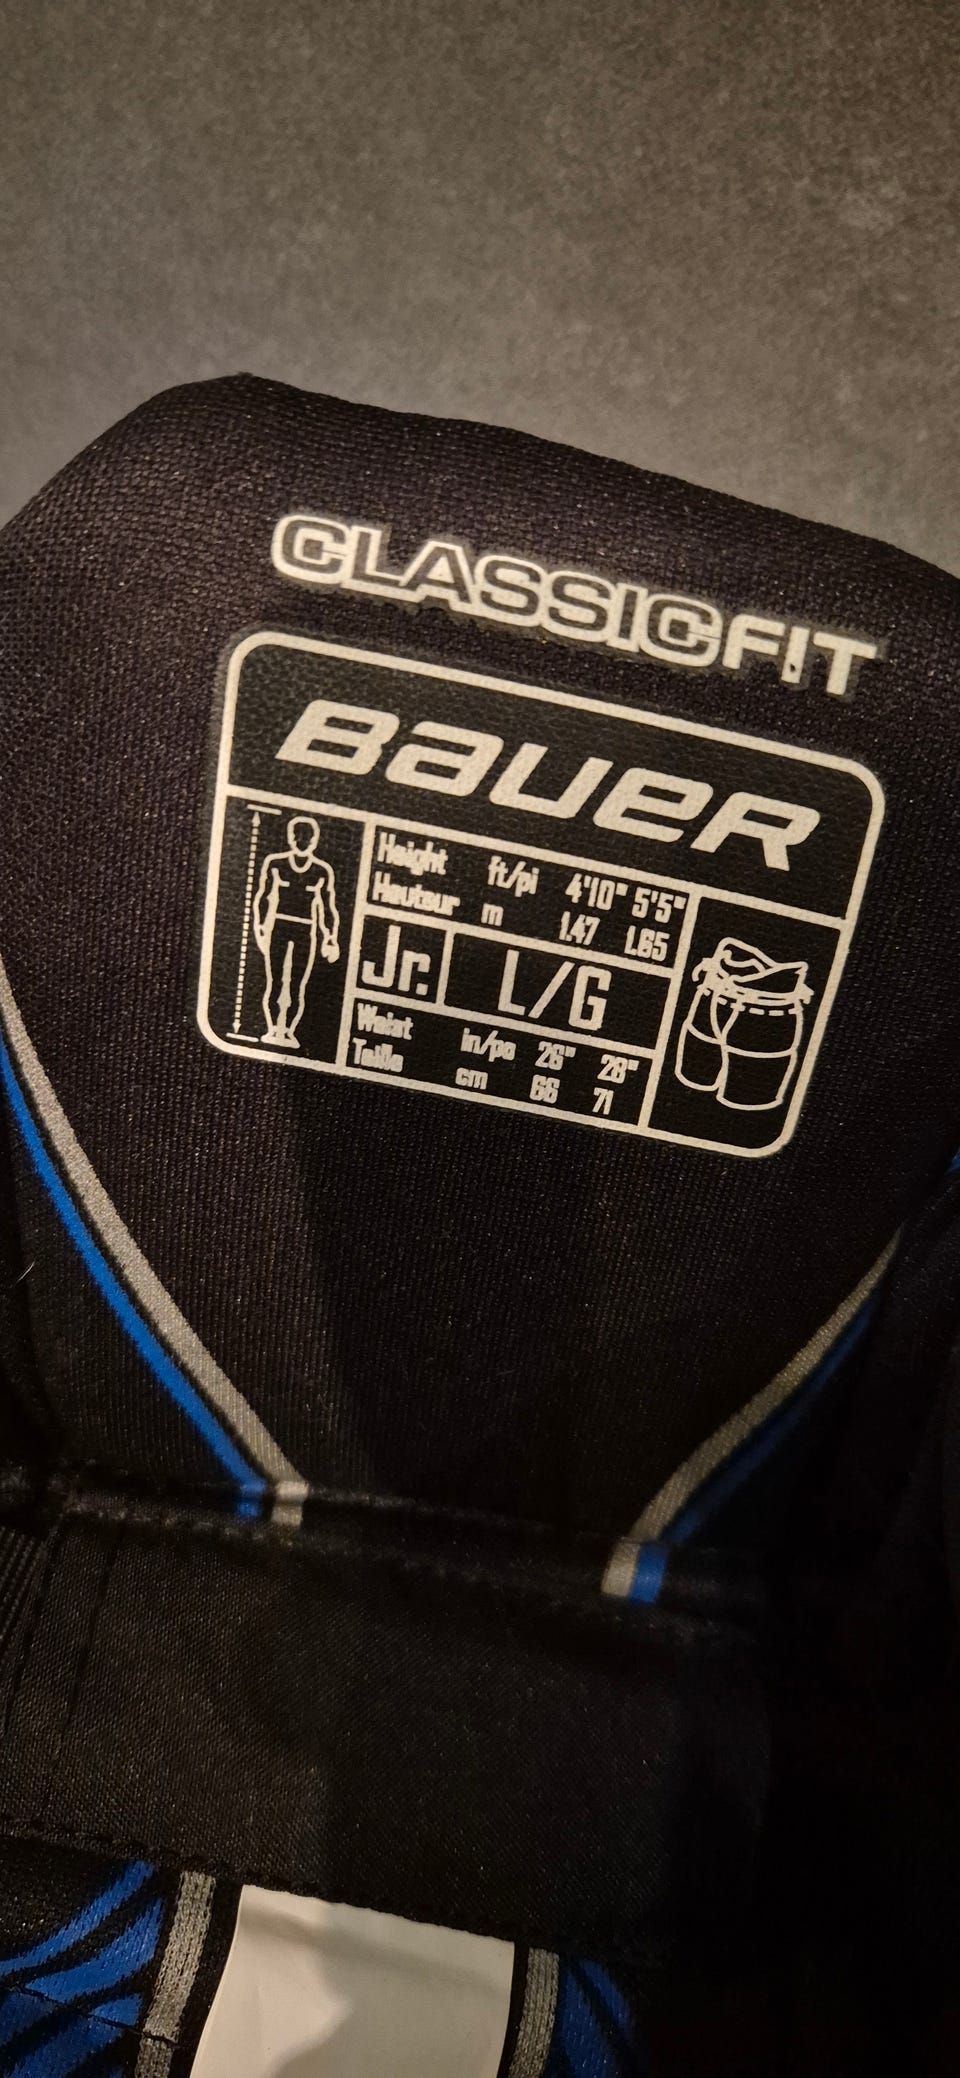 CLASSICFIT
BAUER
Height ft/pi 4'10" 5'5"
Hauteur m 1.47 1.65
Jr. L/G
Waist in/po 26" 28"
Taille cm 66 71